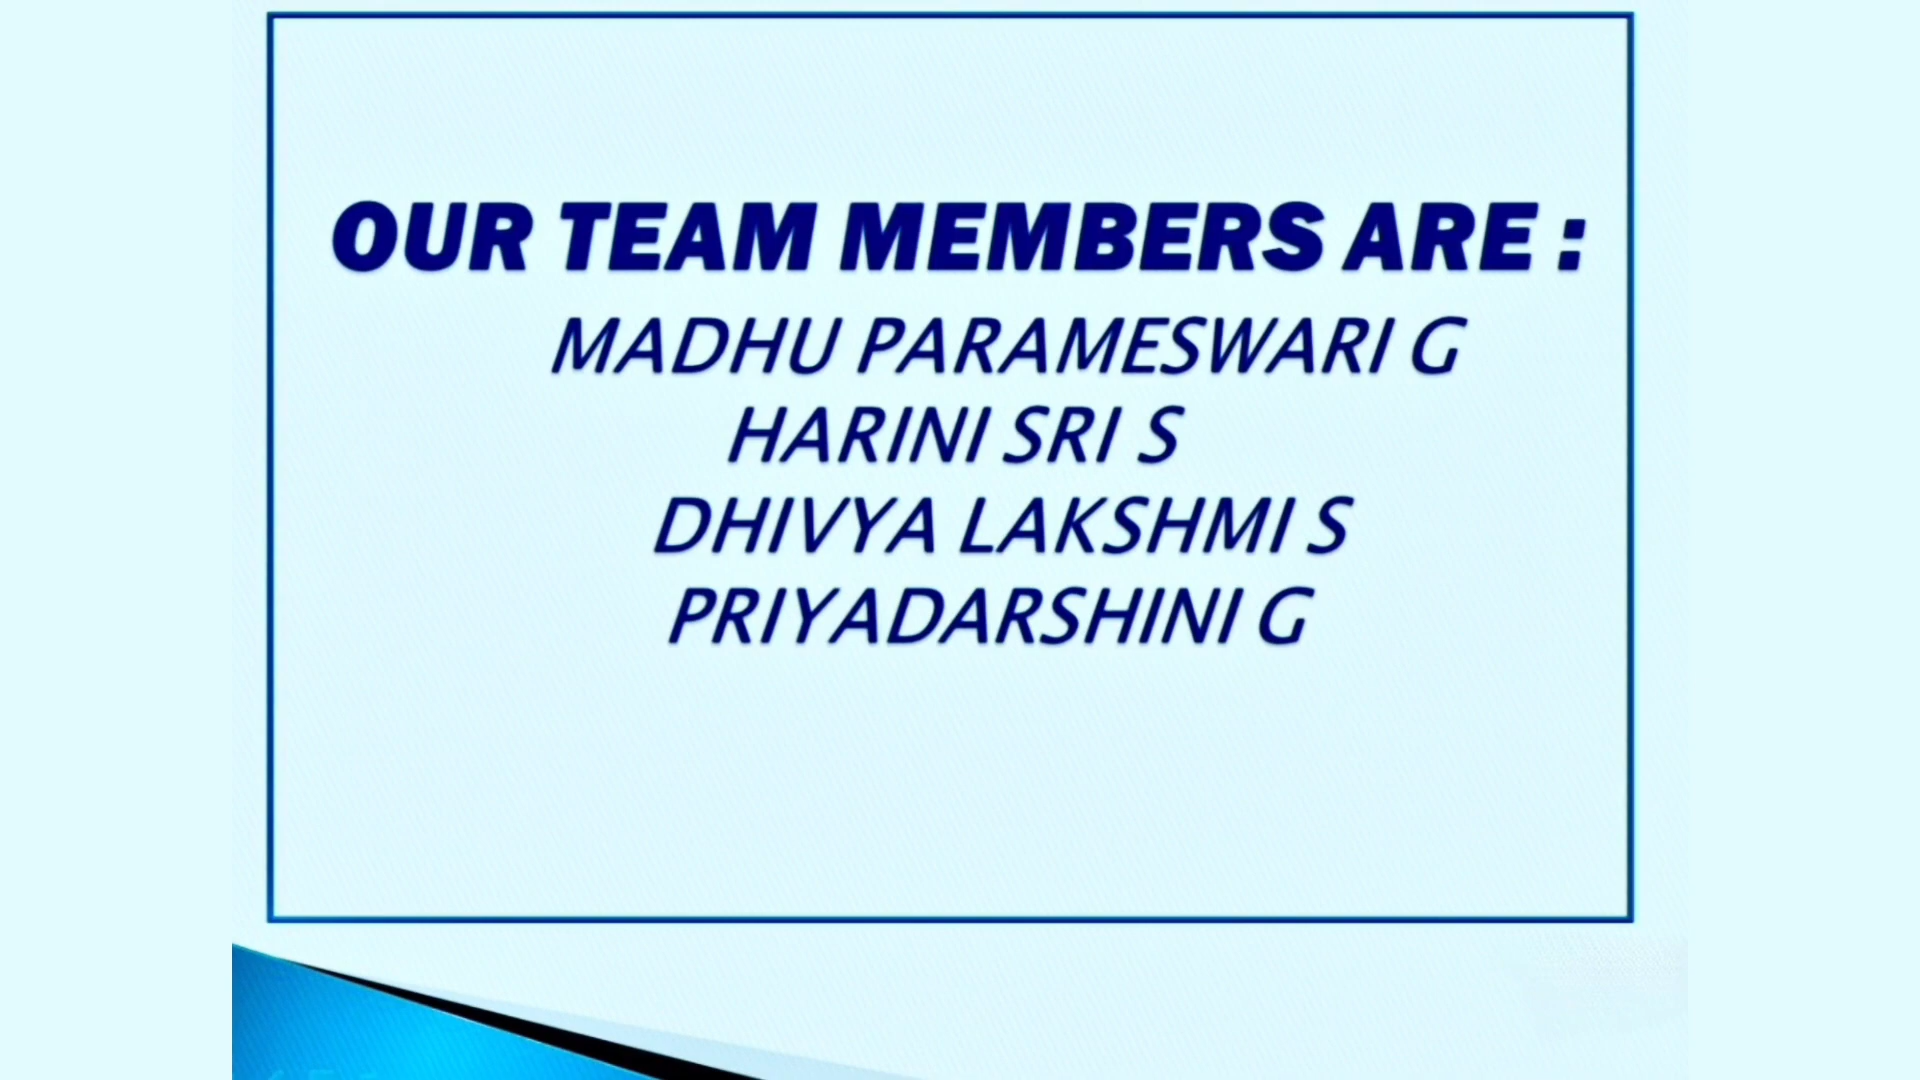 OUR TEAM MEMBERS ARE :
MADHU PARAMESWARI G
HARINI SRI S
DHIVYA LAKSHMI S
PRIYADARSHINI G